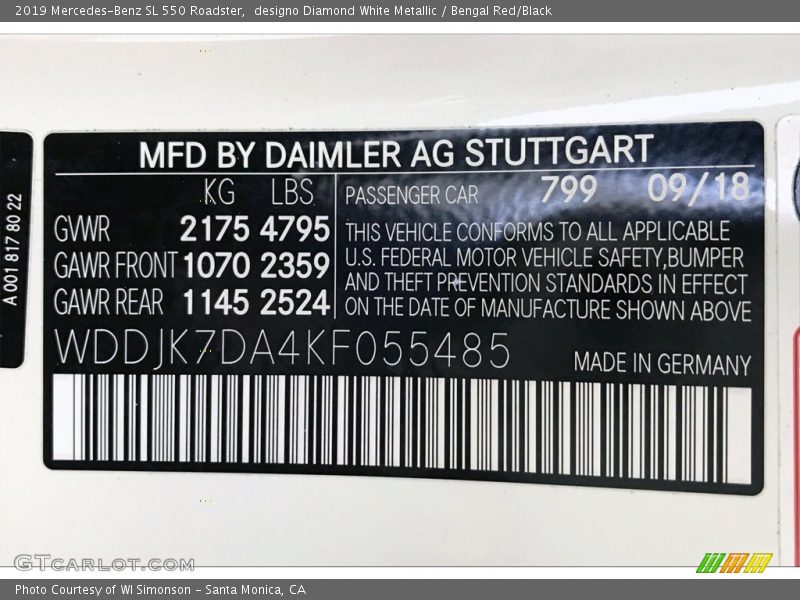 2019 Mercedes-Benz SL 550 Roadster,  designo Diamond White Metallic / Bengal Red/Black
A 001 817 80 22
MFD BY DAIMLER AG STUTTGART
KG LBS
GVWR 2175 4795
GAWR FRONT 1070 2359
GAWR REAR 1145 2524
PASSENGER CAR 799 09/18
THIS VEHICLE CONFORMS TO ALL APPLICABLE
U.S. FEDERAL MOTOR VEHICLE SAFETY,BUMPER
AND THEFT PREVENTION STANDARDS IN EFFECT
ON THE DATE OF MANUFACTURE SHOWN ABOVE
WDDJK7DA4KF055485
MADE IN GERMANY
GTCARLOT.COM
Photo Courtesy of WI Simonson - Santa Monica, CA